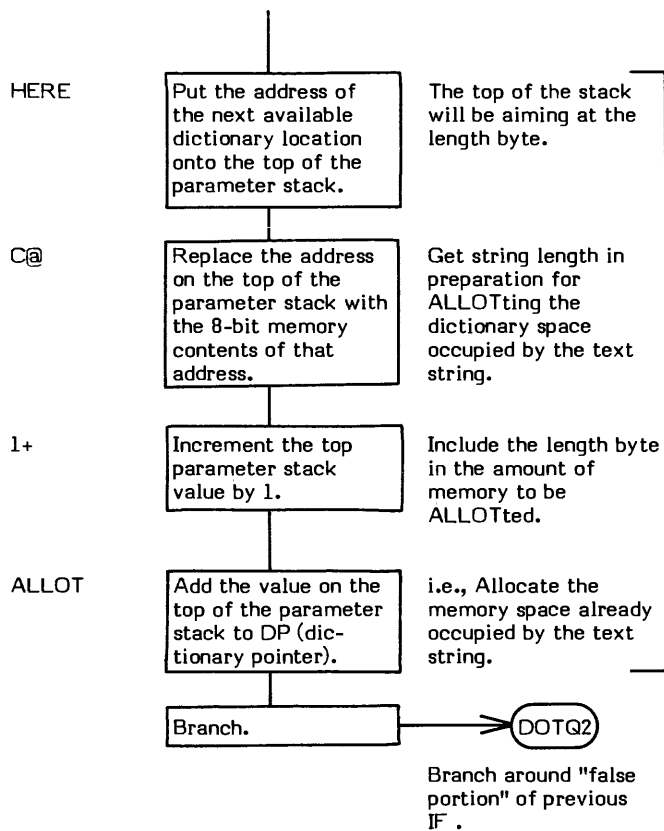 HERE
Put the address of
the next available
dictionary location
onto the top of the
parameter stack.
The top of the stack
will be aiming at the
length byte.
C@
Replace the address
on the top of the
parameter stack with
the 8-bit memory
contents of that
address.
Get string length in
preparation for
ALLOTting the
dictionary space
occupied by the text
string.
1+
Increment the top
parameter stack
value by 1.
Include the length byte
in the amount of
memory to be
ALLOTted.
ALLOT
Add the value on the
top of the parameter
stack to DP (dic-
tionary pointer).
i.e., Allocate the
memory space already
occupied by the text
string.
Branch.
DOTQ2
Branch around "false
portion" of previous
IF .